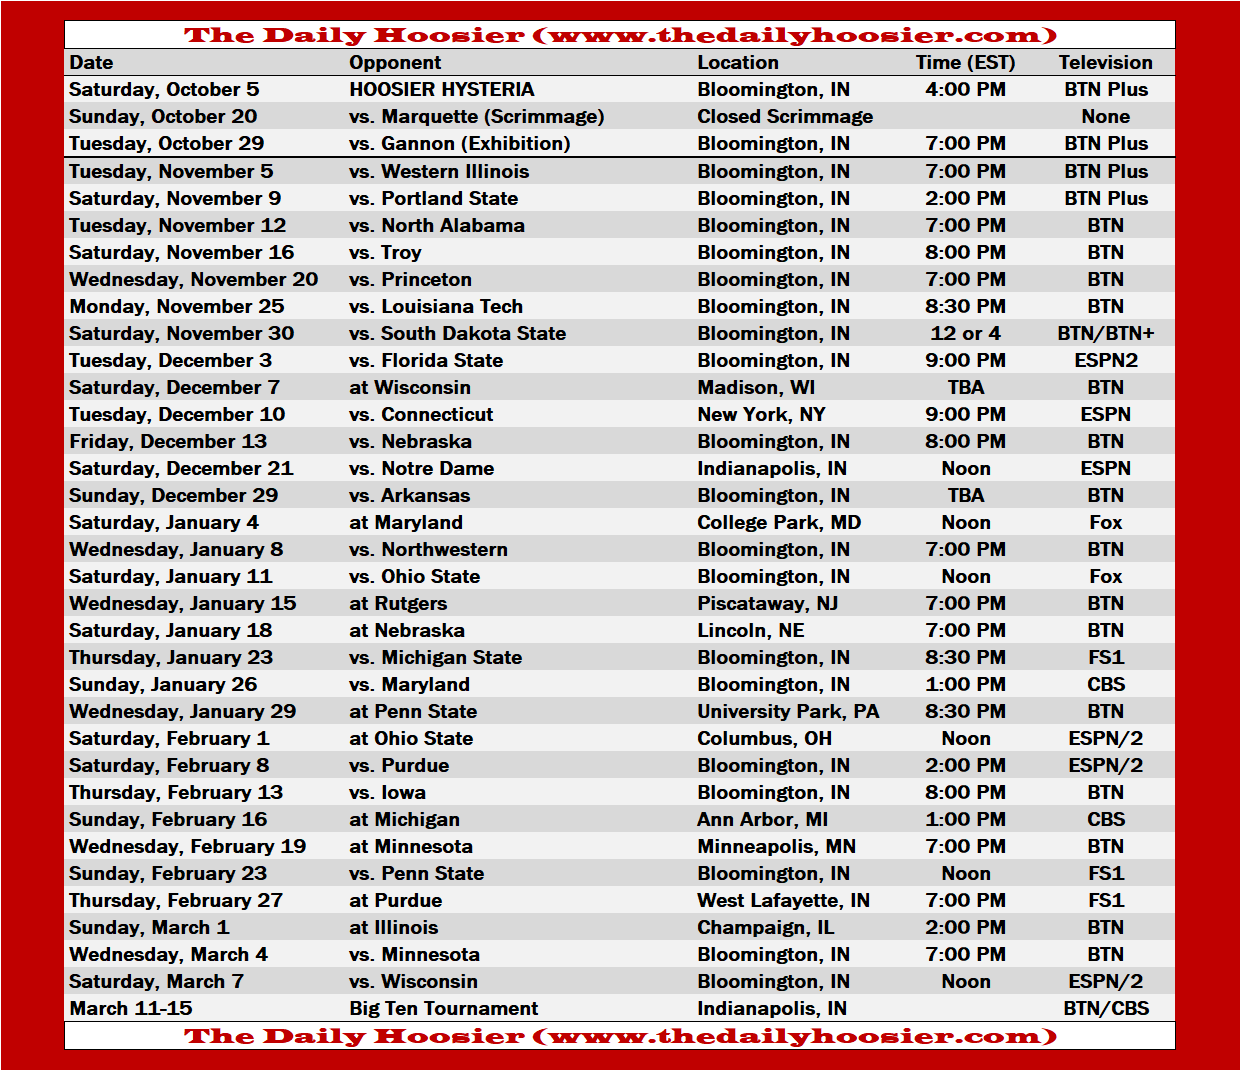 The Daily Hoosier (www.thedailyhoosier.com)
Date Opponent Location Time (EST) Television
Saturday, October 5 HOOSIER HYSTERIA Bloomington, IN 4:00 PM BTN Plus
Sunday, October 20 vs. Marquette (Scrimmage) Closed Scrimmage None
Tuesday, October 29 vs. Gannon (Exhibition) Bloomington, IN 7:00 PM BTN Plus
Tuesday, November 5 vs. Western Illinois Bloomington, IN 7:00 PM BTN Plus
Saturday, November 9 vs. Portland State Bloomington, IN 2:00 PM BTN Plus
Tuesday, November 12 vs. North Alabama Bloomington, IN 7:00 PM BTN
Saturday, November 16 vs. Troy Bloomington, IN 8:00 PM BTN
Wednesday, November 20 vs. Princeton Bloomington, IN 7:00 PM BTN
Monday, November 25 vs. Louisiana Tech Bloomington, IN 8:30 PM BTN
Saturday, November 30 vs. South Dakota State Bloomington, IN 12 or 4 BTN/BTN+
Tuesday, December 3 vs. Florida State Bloomington, IN 9:00 PM ESPN2
Saturday, December 7 at Wisconsin Madison, WI TBA BTN
Tuesday, December 10 vs. Connecticut New York, NY 9:00 PM ESPN
Friday, December 13 vs. Nebraska Bloomington, IN 8:00 PM BTN
Saturday, December 21 vs. Notre Dame Indianapolis, IN Noon ESPN
Sunday, December 29 vs. Arkansas Bloomington, IN TBA BTN
Saturday, January 4 at Maryland College Park, MD Noon Fox
Wednesday, January 8 vs. Northwestern Bloomington, IN 7:00 PM BTN
Saturday, January 11 vs. Ohio State Bloomington, IN Noon Fox
Wednesday, January 15 at Rutgers Piscataway, NJ 7:00 PM BTN
Saturday, January 18 at Nebraska Lincoln, NE 7:00 PM BTN
Thursday, January 23 vs. Michigan State Bloomington, IN 8:30 PM FS1
Sunday, January 26 vs. Maryland Bloomington, IN 1:00 PM CBS
Wednesday, January 29 at Penn State University Park, PA 8:30 PM BTN
Saturday, February 1 at Ohio State Columbus, OH Noon ESPN/2
Saturday, February 8 vs. Purdue Bloomington, IN 2:00 PM ESPN/2
Thursday, February 13 vs. Iowa Bloomington, IN 8:00 PM BTN
Sunday, February 16 at Michigan Ann Arbor, MI 1:00 PM CBS
Wednesday, February 19 at Minnesota Minneapolis, MN 7:00 PM BTN
Sunday, February 23 vs. Penn State Bloomington, IN Noon FS1
Thursday, February 27 at Purdue West Lafayette, IN 7:00 PM FS1
Sunday, March 1 at Illinois Champaign, IL 2:00 PM BTN
Wednesday, March 4 vs. Minnesota Bloomington, IN 7:00 PM BTN
Saturday, March 7 vs. Wisconsin Bloomington, IN Noon ESPN/2
March 11-15 Big Ten Tournament Indianapolis, IN BTN/CBS
The Daily Hoosier (www.thedailyhoosier.com)